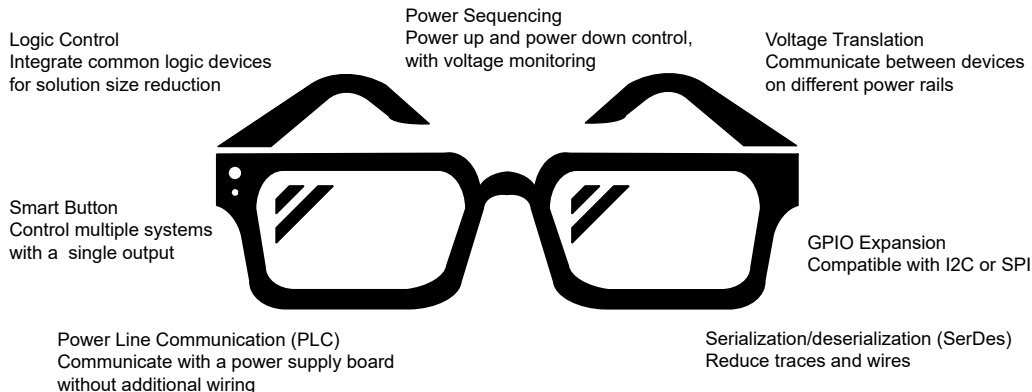 Power Sequencing
Power up and power down control,
with voltage monitoring
Logic Control
Integrate common logic devices
for solution size reduction
Voltage Translation
Communicate between devices
on different power rails
Smart Button
Control multiple systems
with a  single output
GPIO Expansion
Compatible with I2C or SPI
Power Line Communication (PLC)
Communicate with a power supply board
without additional wiring
Serialization/deserialization (SerDes)
Reduce traces and wires